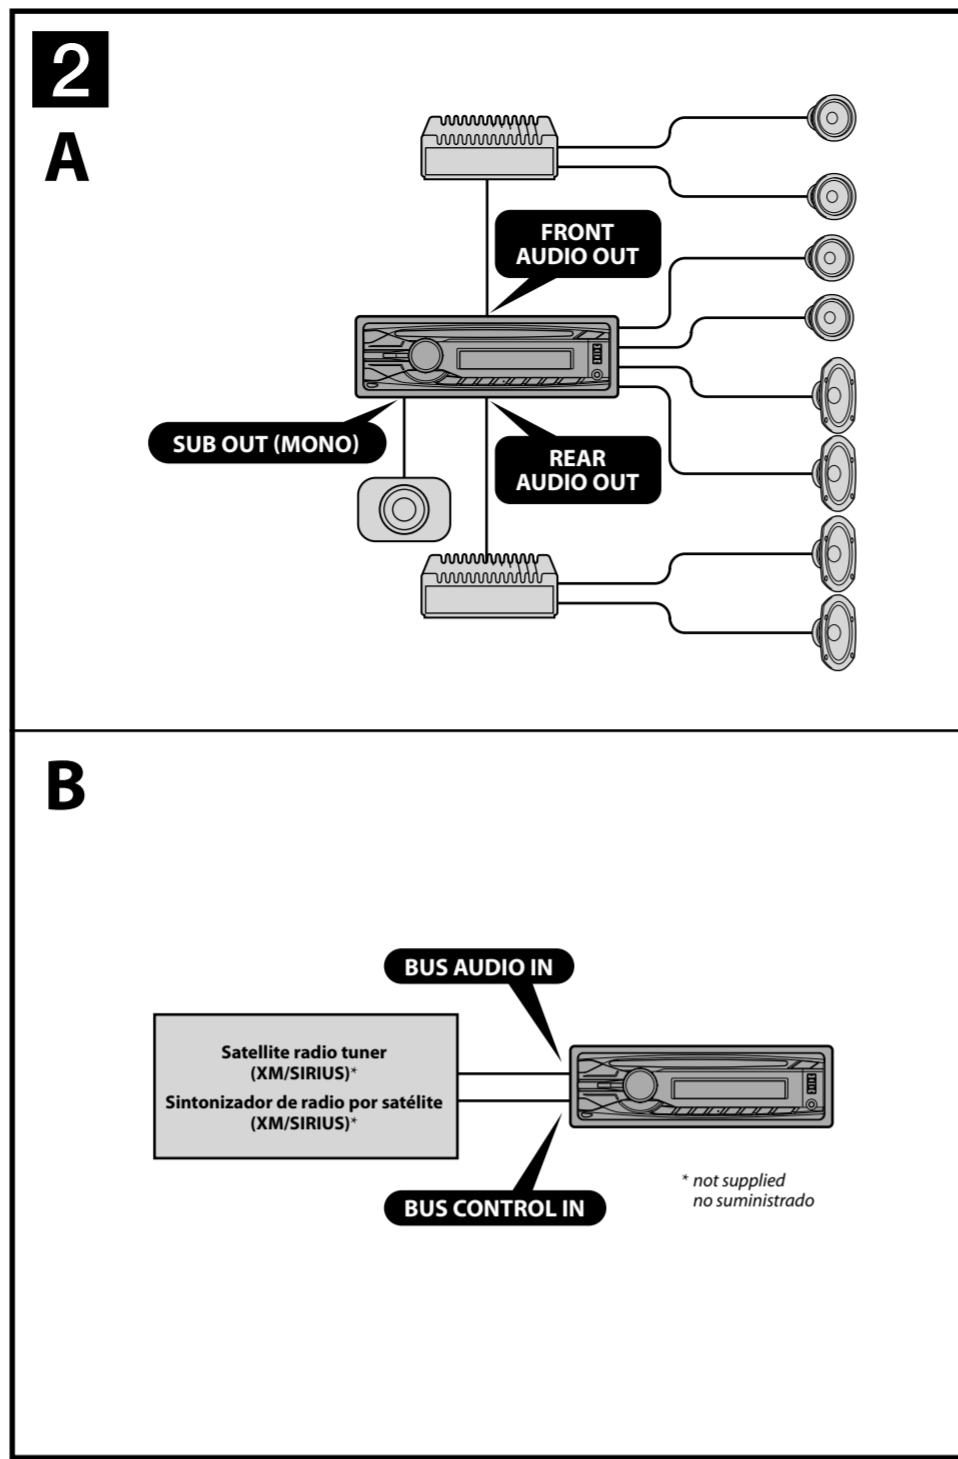 2
A
FRONT
AUDIO OUT
SUB OUT (MONO)
REAR
AUDIO OUT
B
BUS AUDIO IN
Satellite radio tuner
(XM/SIRIUS)*
Sintonizador de radio por satélite
(XM/SIRIUS)*
* not supplied
no suministrado
BUS CONTROL IN